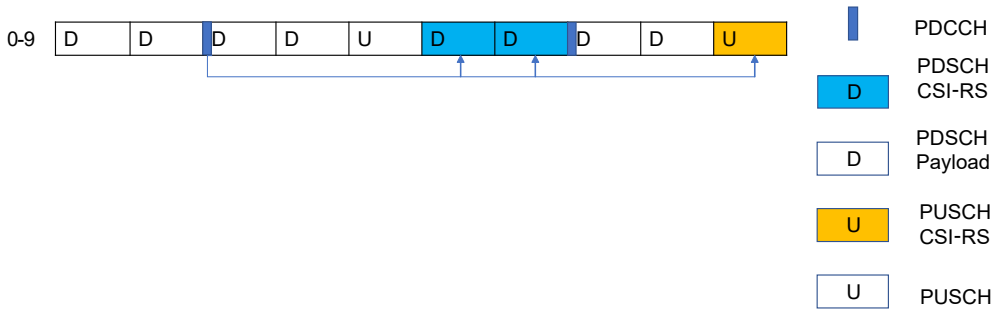 0-9 D D D D U D D D D U
PDCCH
D PDSCH
CSI-RS
D PDSCH
Payload
U PUSCH
CSI-RS
U PUSCH